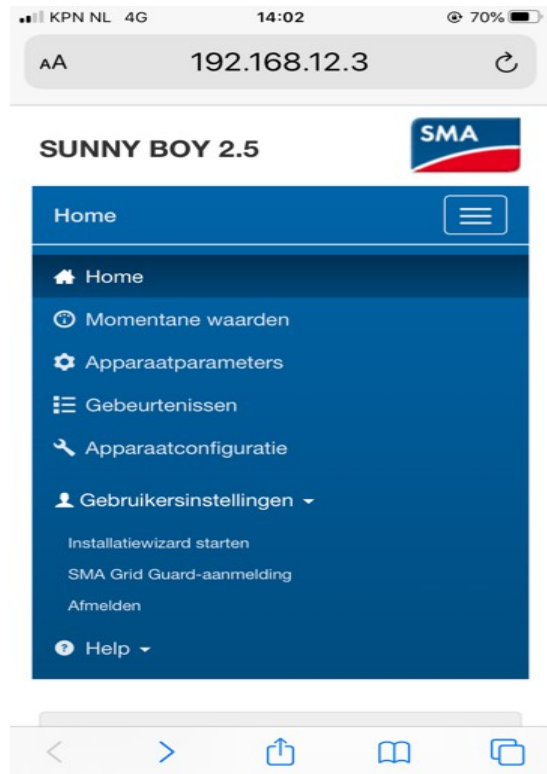 KPN NL 4G 14:02 70%
AA 192.168.12.3
SUNNY BOY 2.5 SMA
Home
Home
Momentane waarden
Apparaatparameters
Gebeurtenissen
Apparaatconfiguratie
Gebruikersinstellingen
Installatiewizard starten
SMA Grid Guard-aanmelding
Afmelden
Help